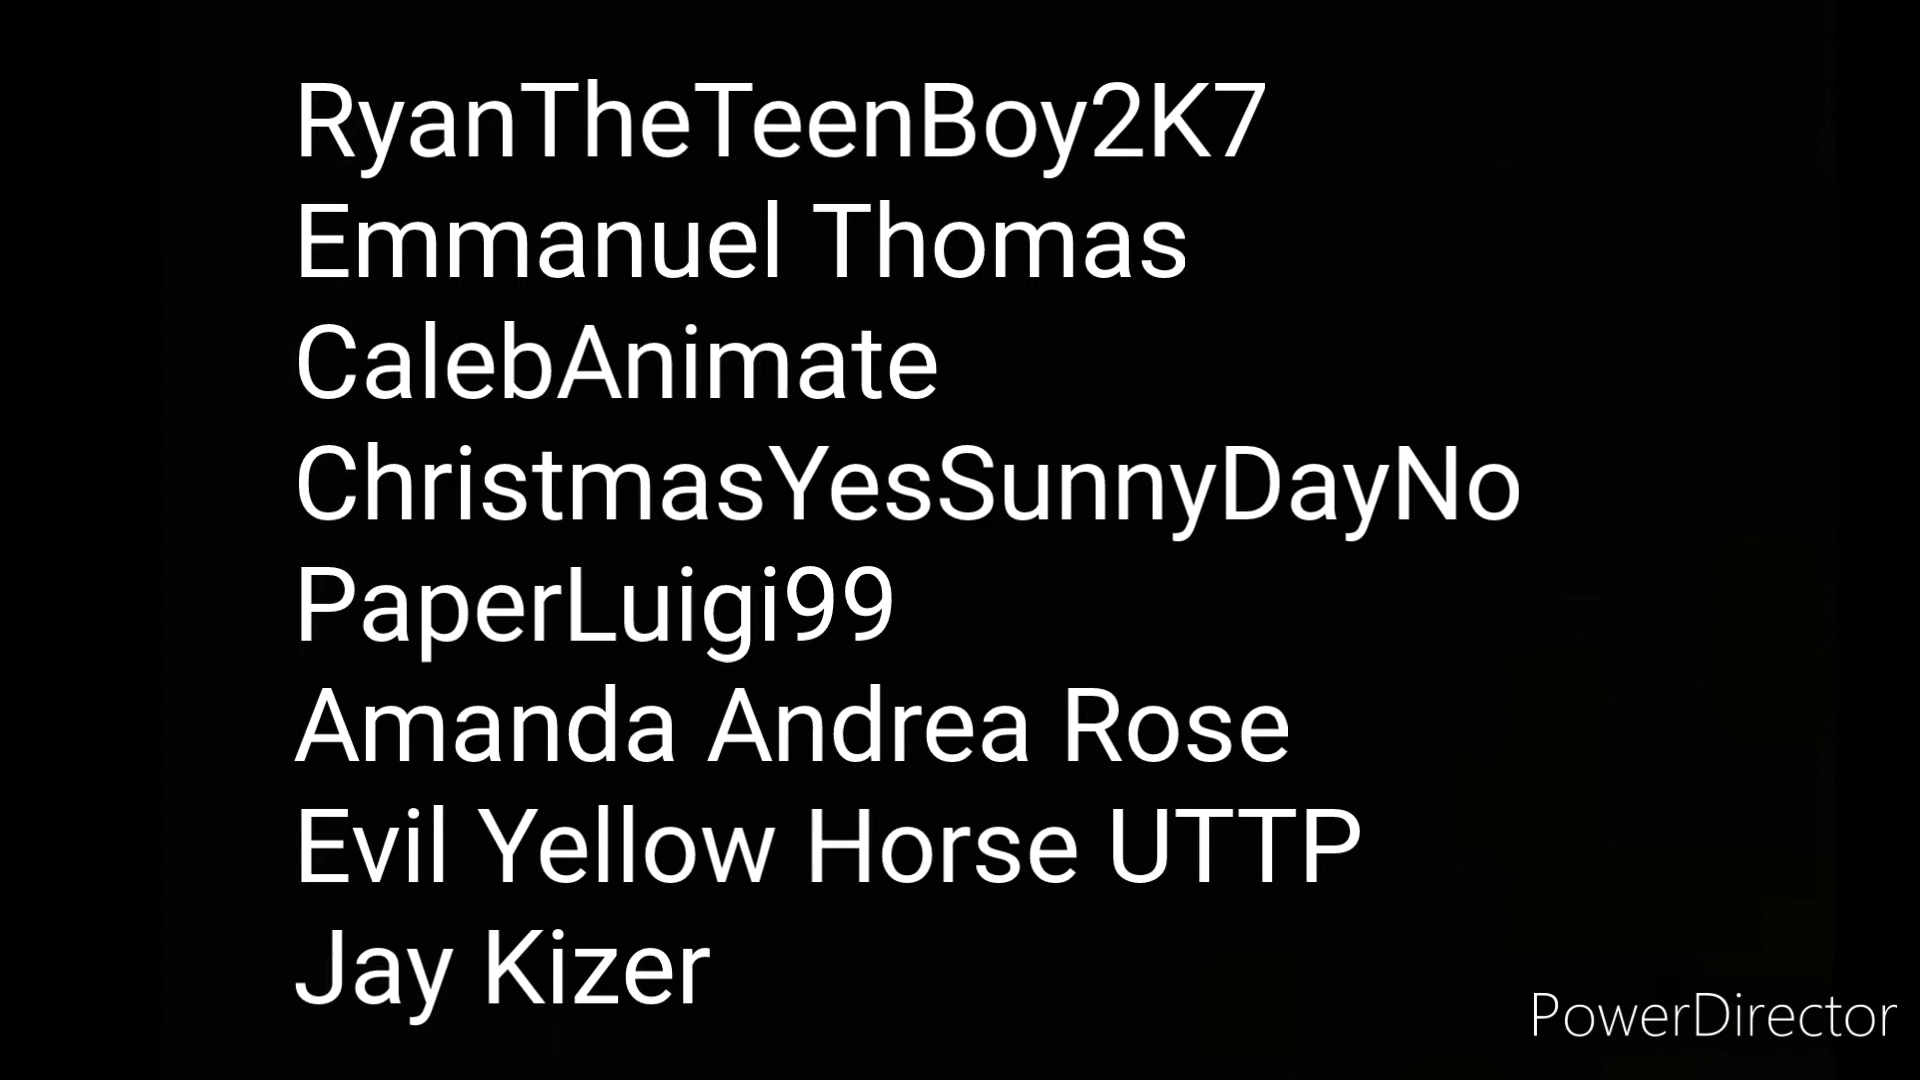 RyanTheTeenBoy2K7
Emmanuel Thomas
CalebAnimate
ChristmasYesSunnyDayNo
PaperLuigi99
Amanda Andrea Rose
Evil Yellow Horse UTTP
Jay Kizer
PowerDirector